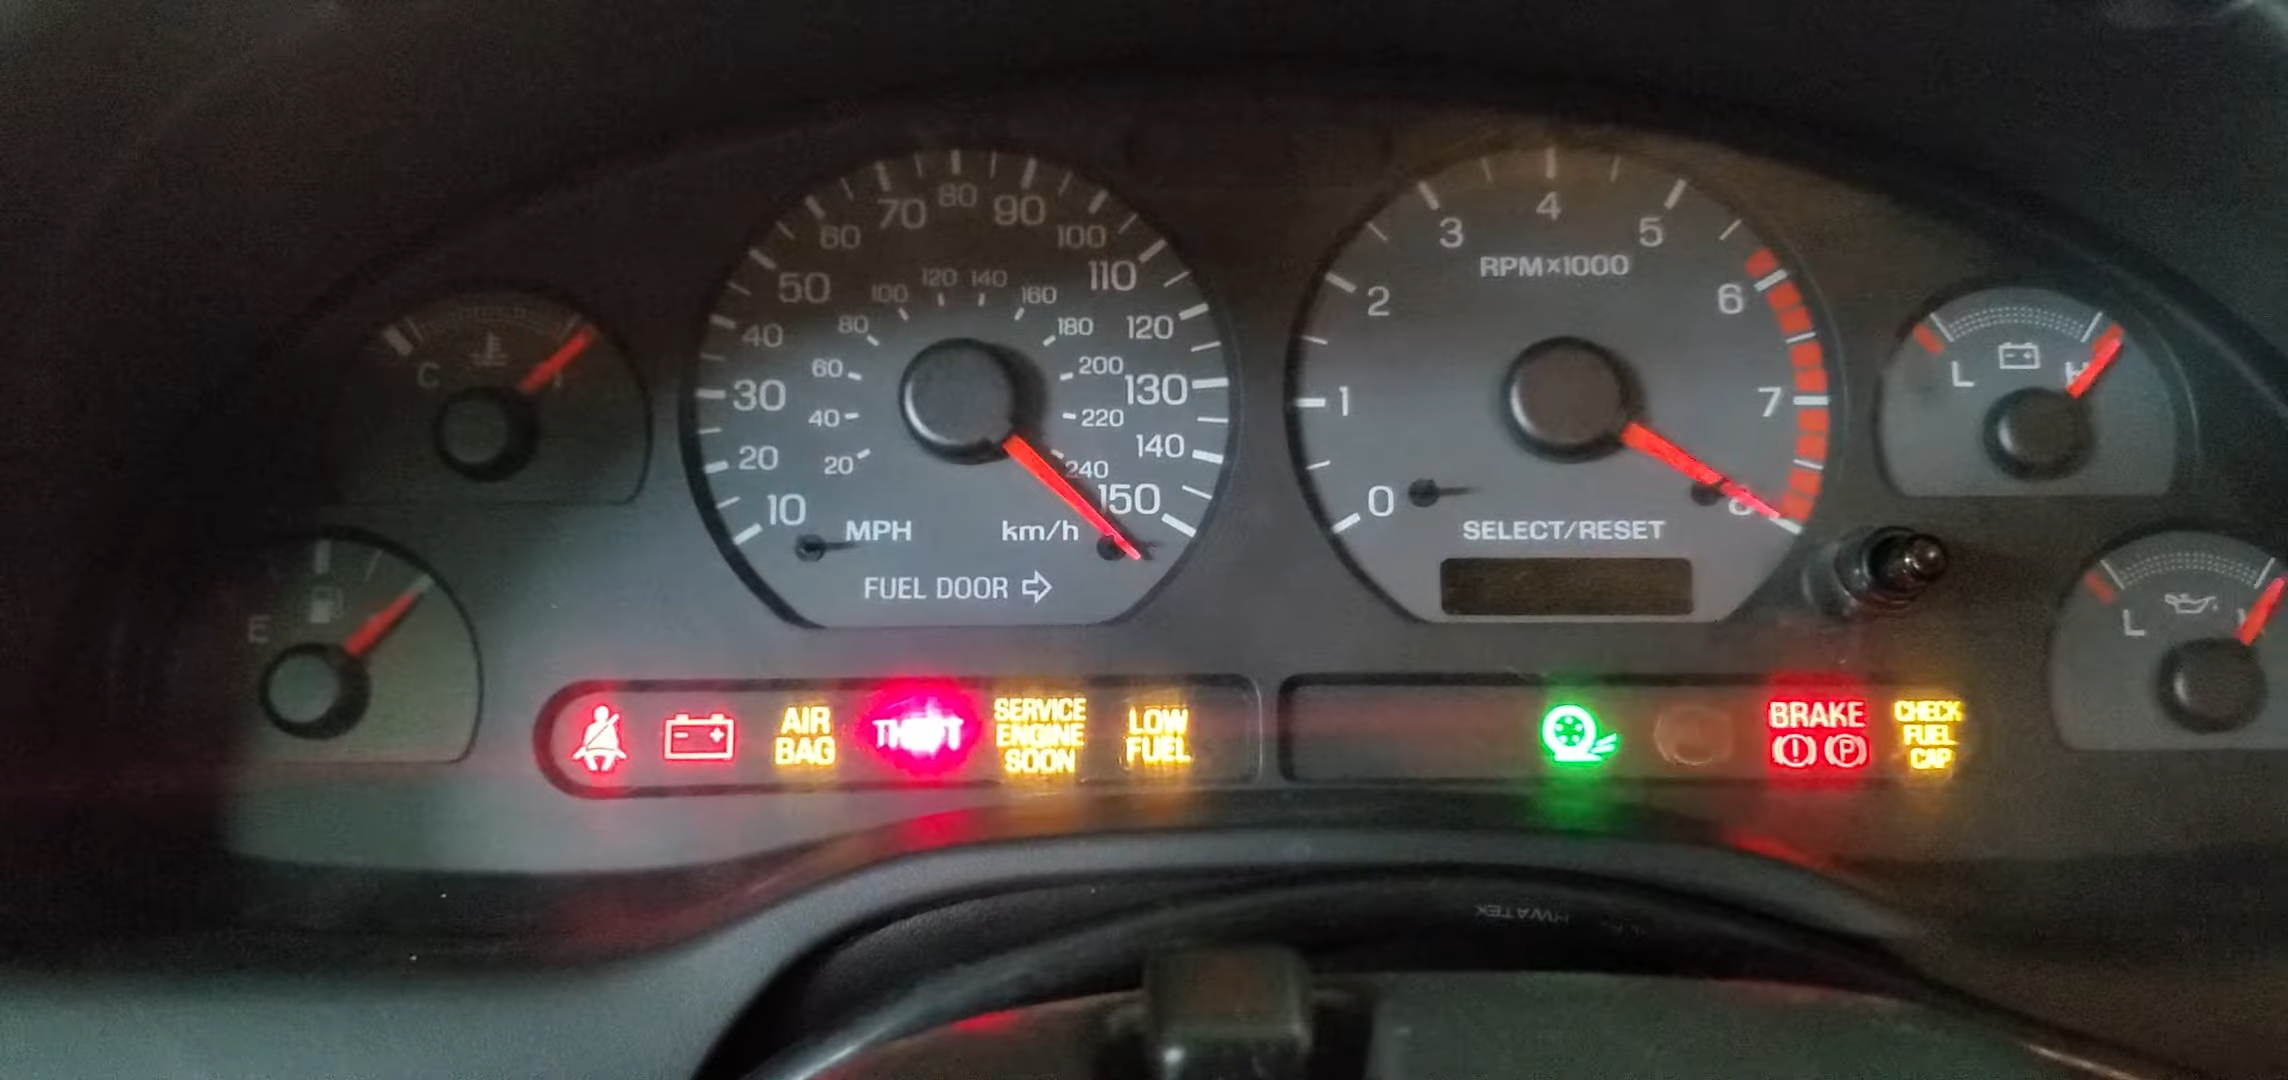 70 80 90
60 100
50 110
40 120
30 130
20 140
10 150
120 140
100 160
80 180
60 200
40 220
20 240
MPH km/h
FUEL DOOR
3 4 5
2 6
1 7
0 8
RPM×1000
SELECT/RESET
C
E
L H
L
AIR
BAG
THEFT
SERVICE
ENGINE
SOON
LOW
FUEL
BRAKE
(!) (P)
CHECK
FUEL
CAP